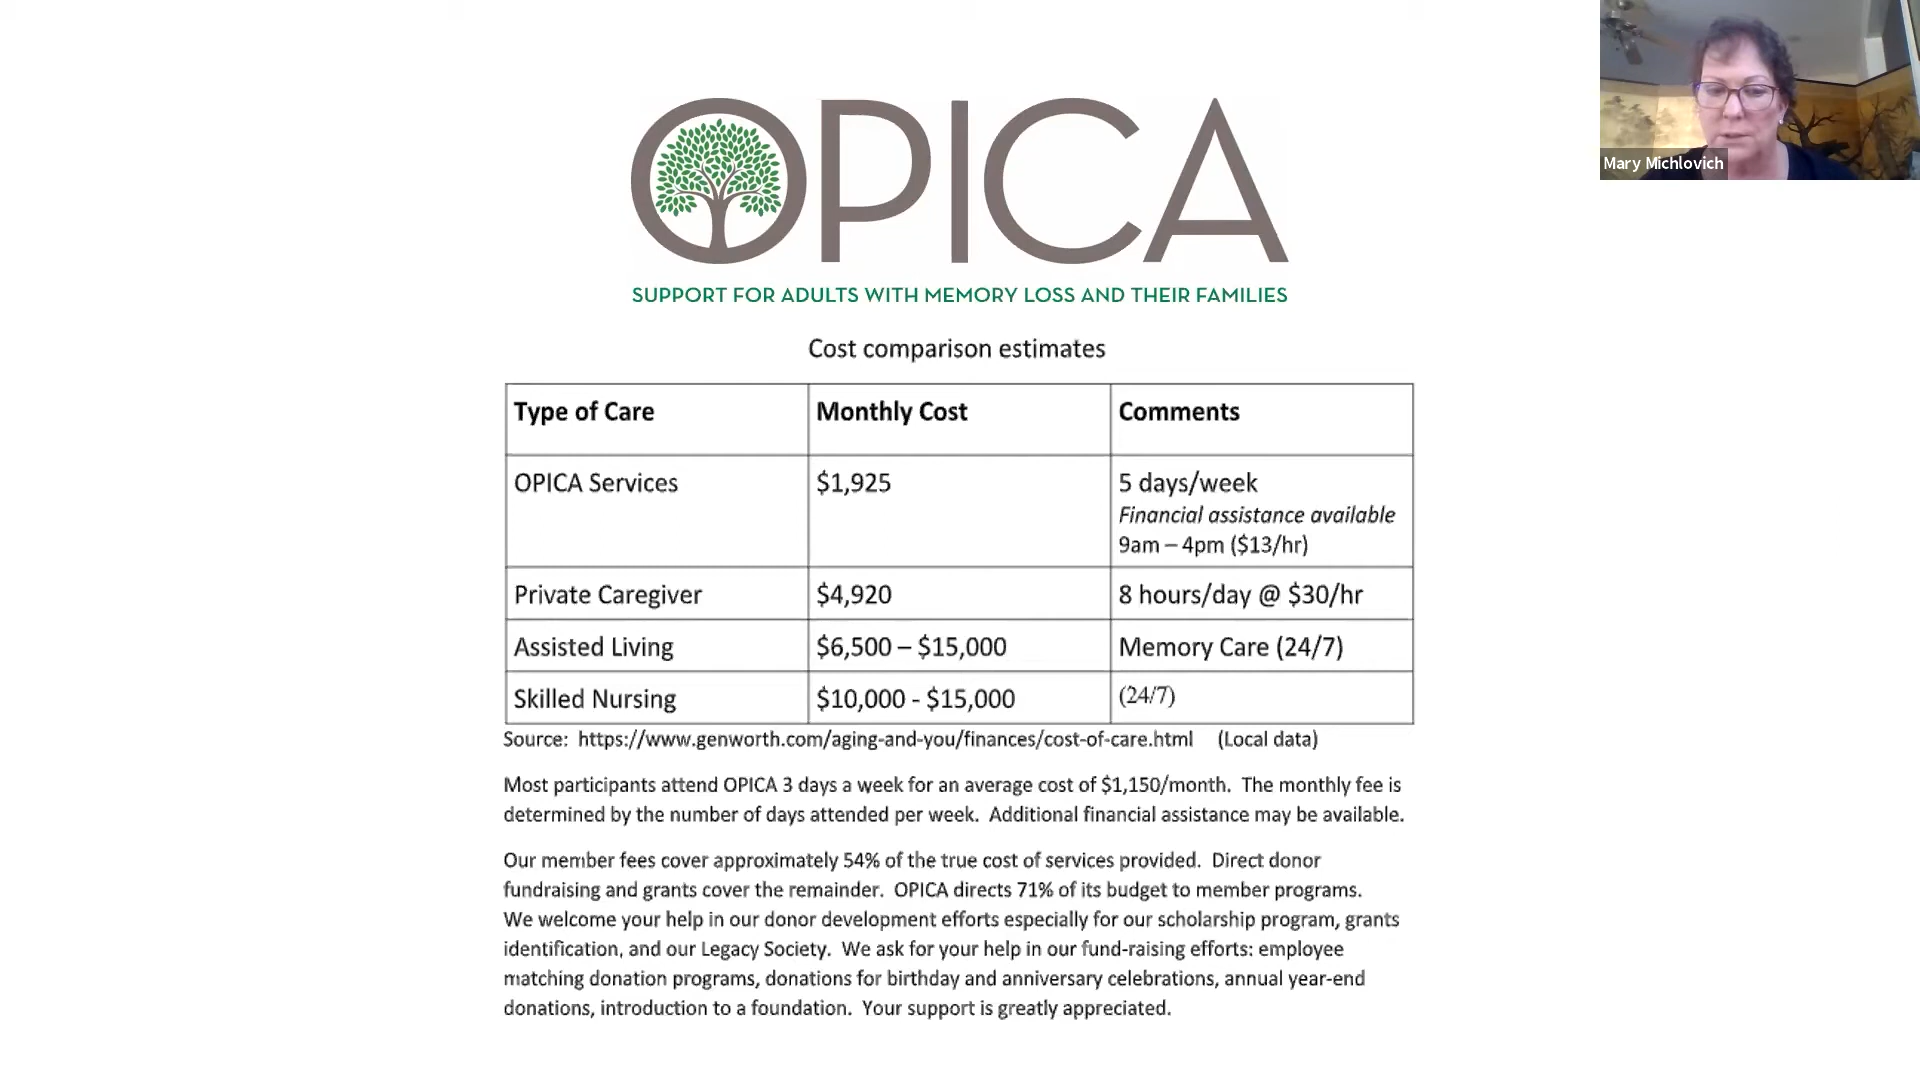 Mary Michlovich
OPICA
SUPPORT FOR ADULTS WITH MEMORY LOSS AND THEIR FAMILIES
Cost comparison estimates
Type of Care Monthly Cost Comments
OPICA Services $1,925 5 days/week
Financial assistance available
9am – 4pm ($13/hr)
Private Caregiver $4,920 8 hours/day @ $30/hr
Assisted Living $6,500 – $15,000 Memory Care (24/7)
Skilled Nursing $10,000 - $15,000 (24/7)
Source: https://www.genworth.com/aging-and-you/finances/cost-of-care.html (Local data)
Most participants attend OPICA 3 days a week for an average cost of $1,150/month. The monthly fee is
determined by the number of days attended per week. Additional financial assistance may be available.
Our member fees cover approximately 54% of the true cost of services provided. Direct donor
fundraising and grants cover the remainder. OPICA directs 71% of its budget to member programs.
We welcome your help in our donor development efforts especially for our scholarship program, grants
identification, and our Legacy Society. We ask for your help in our fund-raising efforts: employee
matching donation programs, donations for birthday and anniversary celebrations, annual year-end
donations, introduction to a foundation. Your support is greatly appreciated.